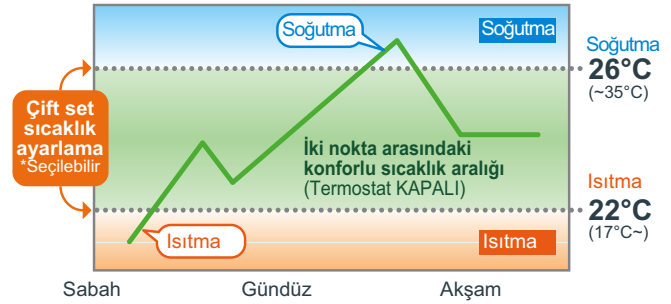 Soğutma
Soğutma
Soğutma
26°C
(~35°C)
Çift set
sıcaklık
ayarlama
*Seçilebilir
İki nokta arasındaki
konforlu sıcaklık aralığı
(Termostat KAPALI)
Isıtma
22°C
(17°C~)
Isıtma
Isıtma
Sabah
Gündüz
Akşam